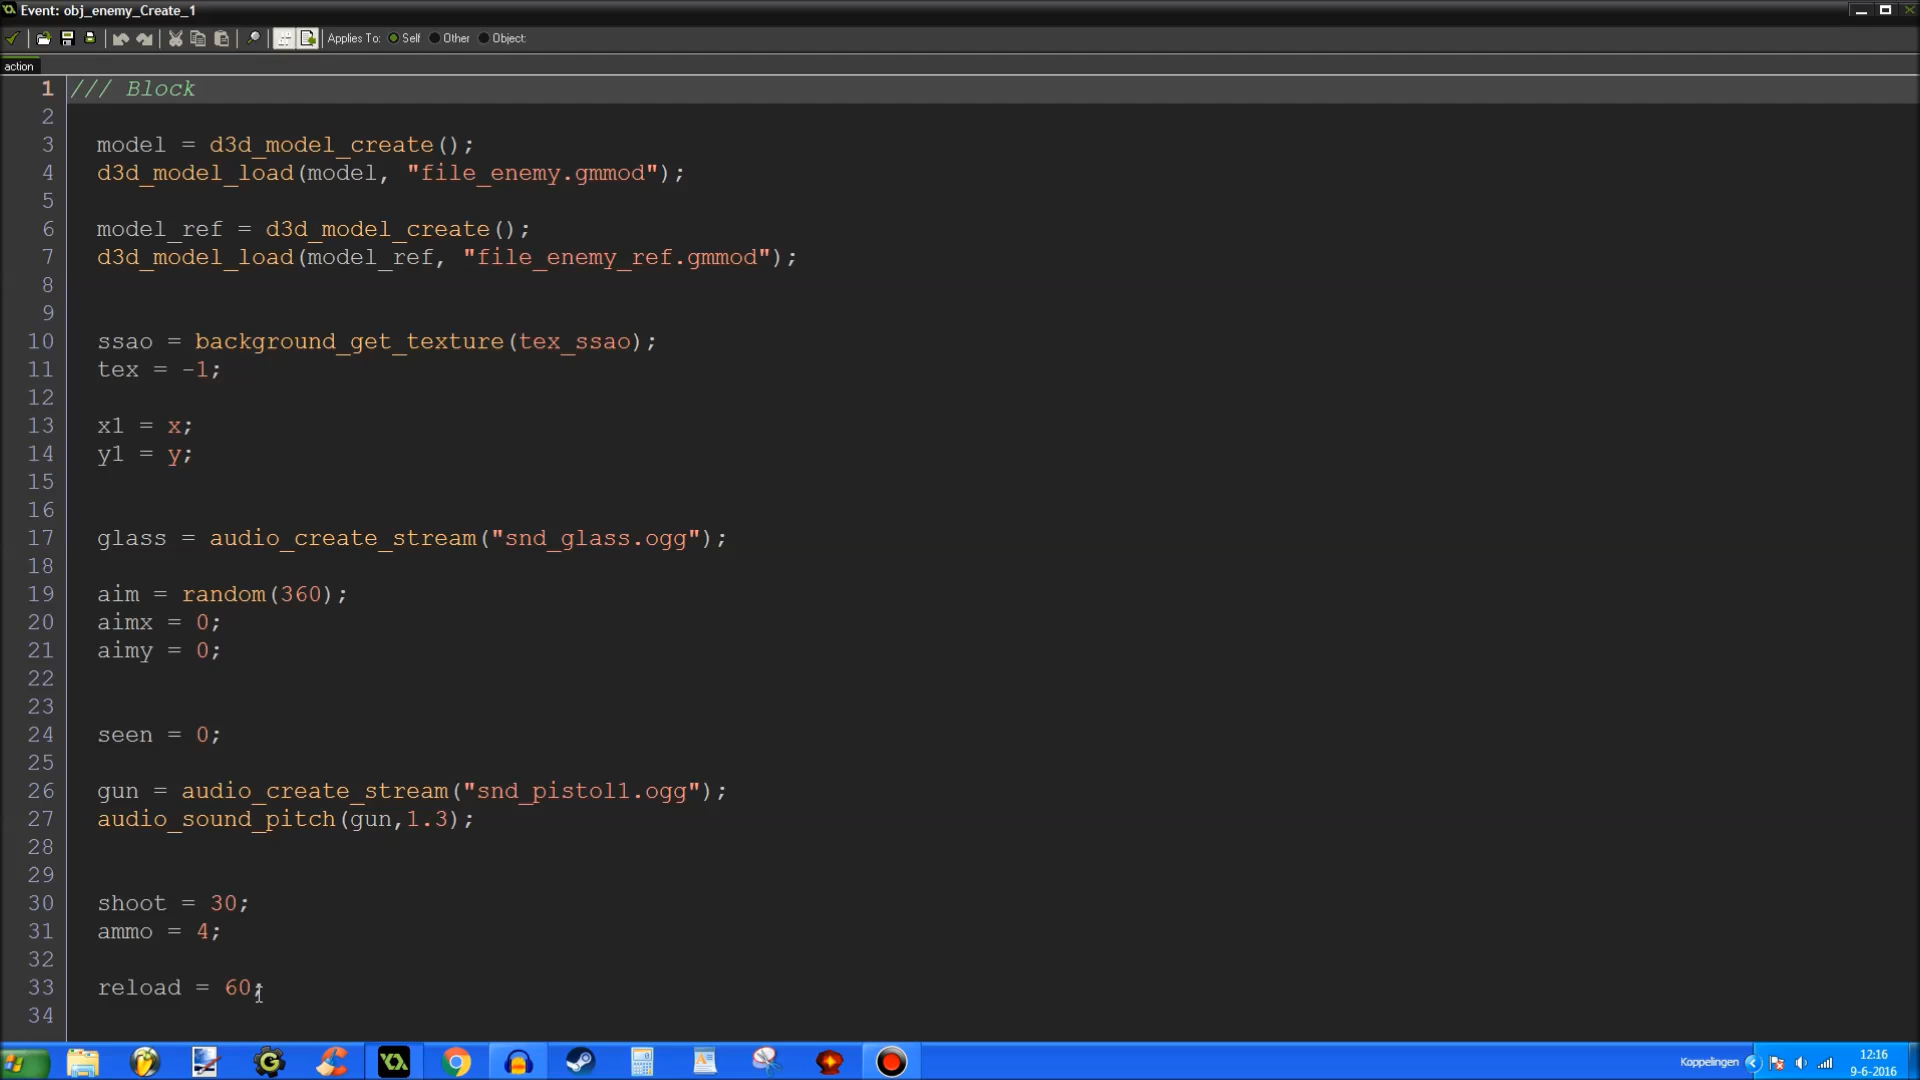 Event: obj_enemy_Create_1
Applies To: Self Other Object:
action
1 /// Block
2
3 model = d3d_model_create();
4 d3d_model_load(model, "file_enemy.gmmod");
5
6 model_ref = d3d_model_create();
7 d3d_model_load(model_ref, "file_enemy_ref.gmmod");
8
9
10 ssao = background_get_texture(tex_ssao);
11 tex = -1;
12
13 x1 = x;
14 y1 = y;
15
16
17 glass = audio_create_stream("snd_glass.ogg");
18
19 aim = random(360);
20 aimx = 0;
21 aimy = 0;
22
23
24 seen = 0;
25
26 gun = audio_create_stream("snd_pistol1.ogg");
27 audio_sound_pitch(gun,1.3);
28
29
30 shoot = 30;
31 ammo = 4;
32
33 reload = 60;
34
Koppelingen
12:16
9-6-2016